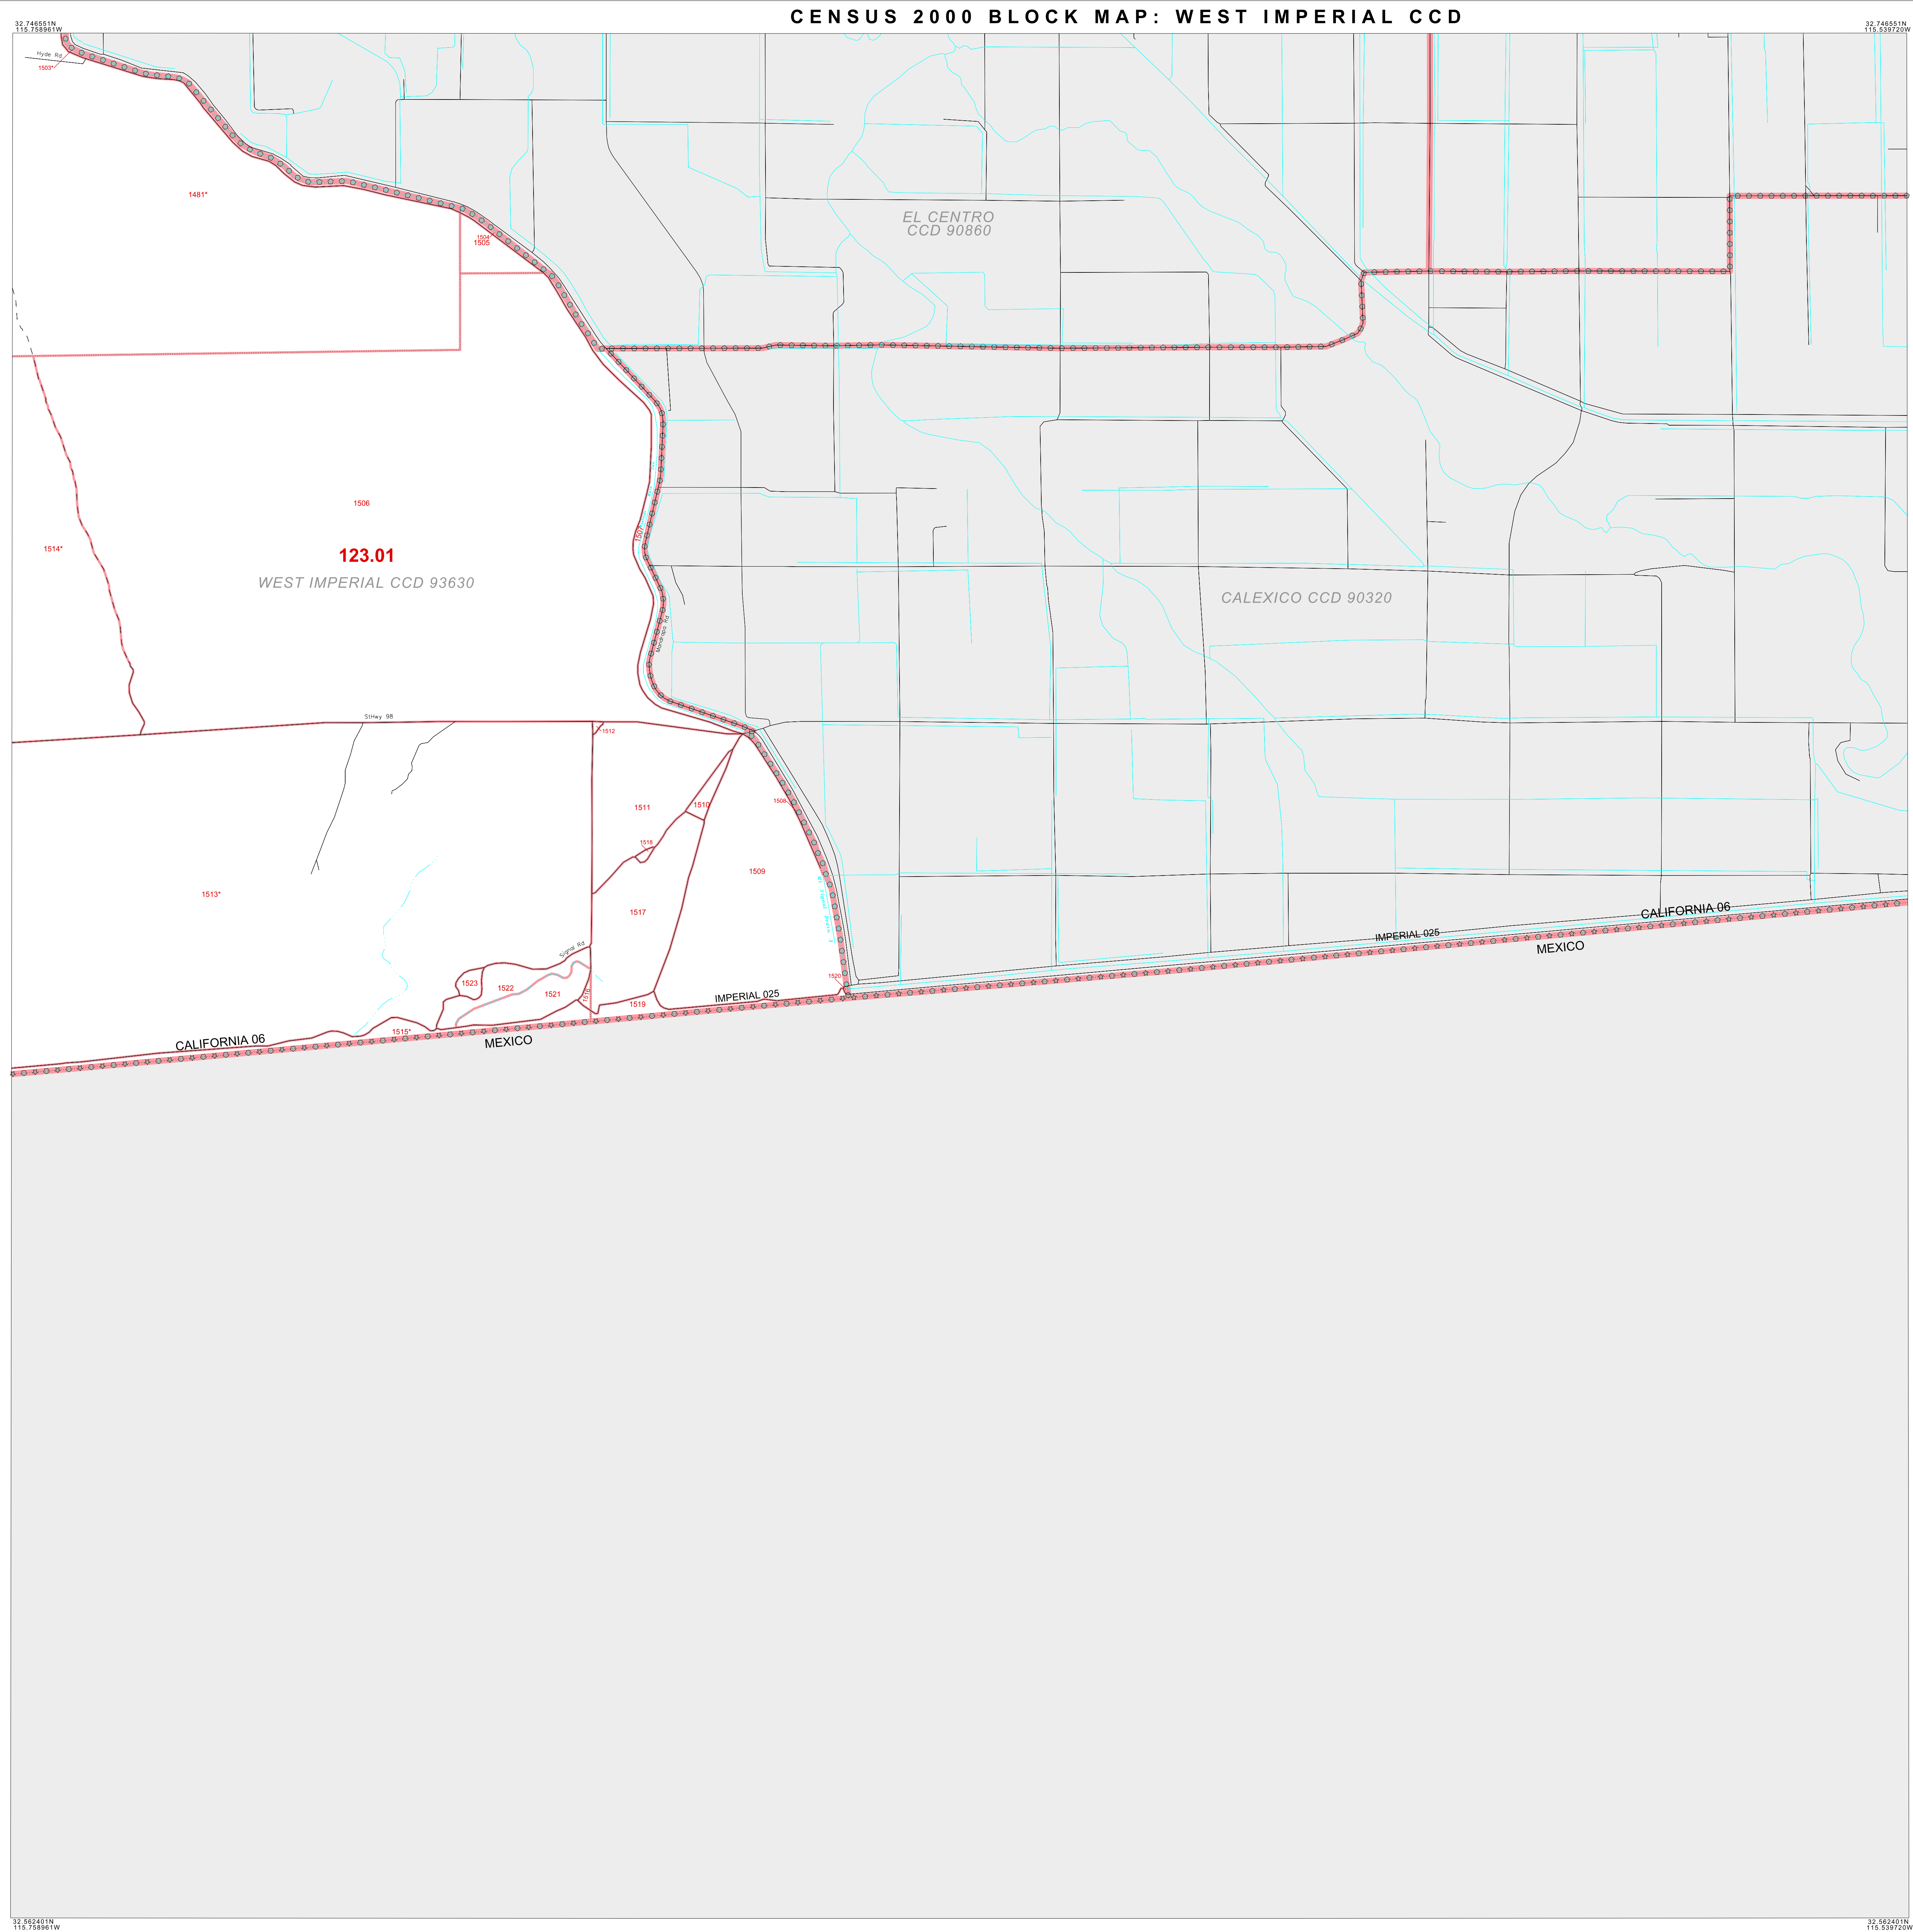 CENSUS 2000 BLOCK MAP: WEST IMPERIAL CCD
32.746551N
115.758961W
32.746551N
115.539720W
Hyde Rd
1503*
1481*
1504
1505
EL CENTRO
CCD 90860
1506
1514*
1507
123.01
WEST IMPERIAL CCD 93630
CALEXICO CCD 90320
Mandrapa Rd
StHwy 98
1512
1511
1510
1508
1518
1509
1513*
1517
CALIFORNIA 06
IMPERIAL 025
MEXICO
Signal Rd
1520
1523
1522
1521
1516
1519
IMPERIAL 025
1515*
CALIFORNIA 06
MEXICO
32.562401N
115.758961W
32.562401N
115.539720W